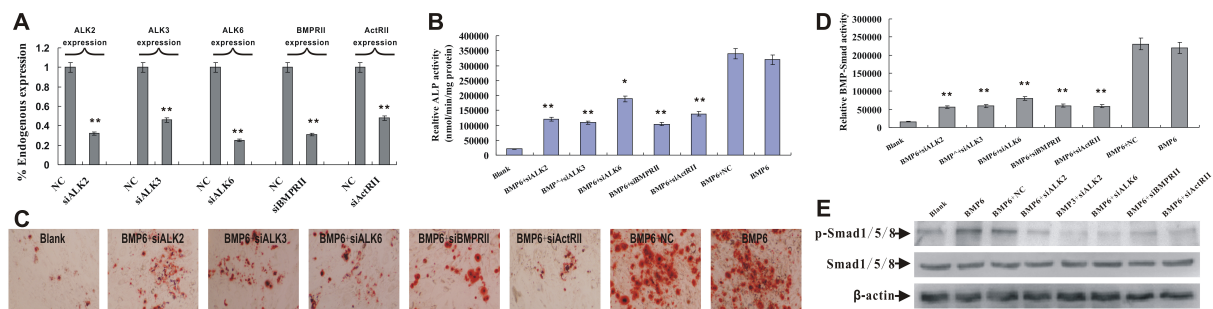 A
ALK2 expression
ALK3 expression
ALK6 expression
BMPRII expression
ActRII expression
% Endogenous expression
1.2
1
0.8
0.6
0.4
0.2
0
**
**
**
**
**
NC
siALK2
NC
siALK3
NC
siALK6
NC
siBMPRII
NC
siActRII
B
Realtive ALP activity
(nmol/min/mg protein)
400000
350000
300000
250000
200000
150000
100000
50000
0
**
**
*
**
**
Blank
BMP6+siALK2
BMP^+siALK3
BMP6+siALK6
BMP6+siBMPRII
BMP6+siActRII
BMP6+NC
BMP6
C
Blank
BMP6+siALK2
BMP6+siALK3
BMP6+siALK6
BMP6+siBMPRII
BMP6+siActRII
BMP6+NC
BMP6
D
Relative BMP-Smad activity
300000
250000
200000
150000
100000
50000
0
**
**
**
**
**
Blank
BMP6+siALK2
BMP^+siALK3
BMP6+siALK6
BMP6+siBMPRII
BMP6+siActRII
BMP6+NC
BMP6
E
Blank
BMP6
BMP6+NC
BMP6+siALK2
BMP3+siALK2
BMP6+siALK6
BMP6+siBMPRII
BMP6+siActRII
p-Smad1/5/8
Smad1/5/8
β-actin